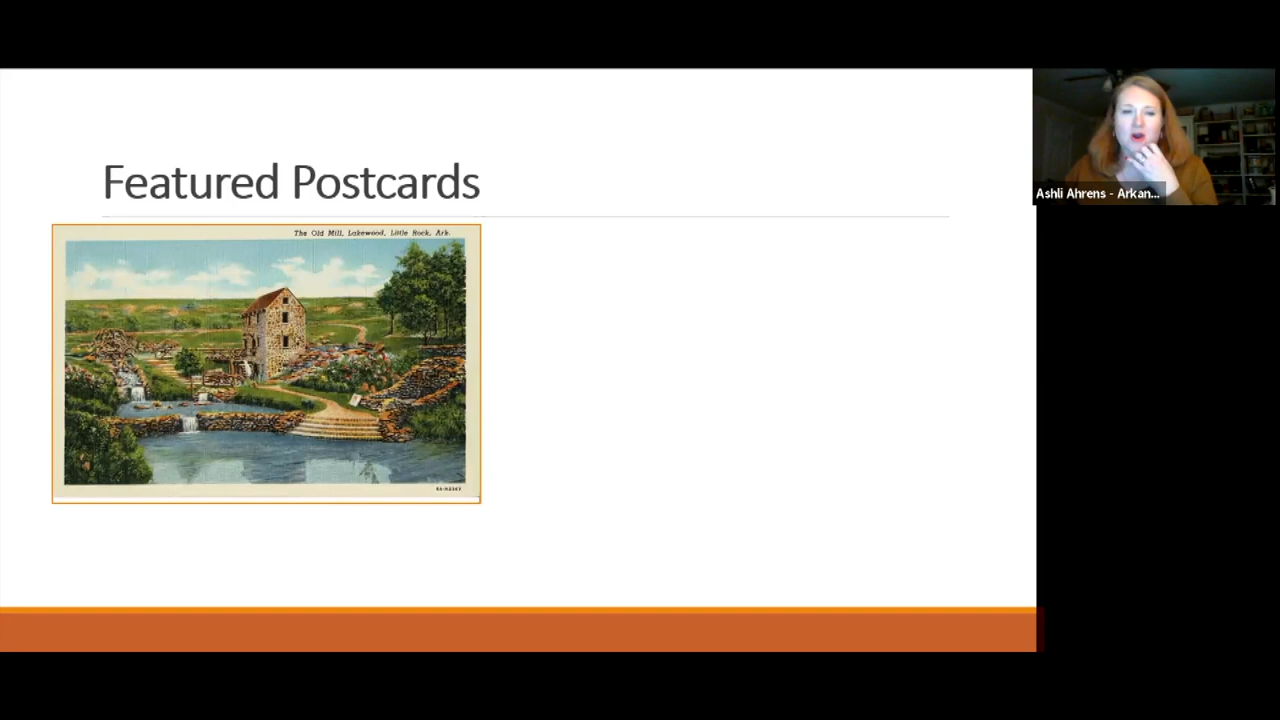 Featured Postcards
The Old Mill, Lakewood, Little Rock, Ark.
Ashli Ahrens - Arkan...